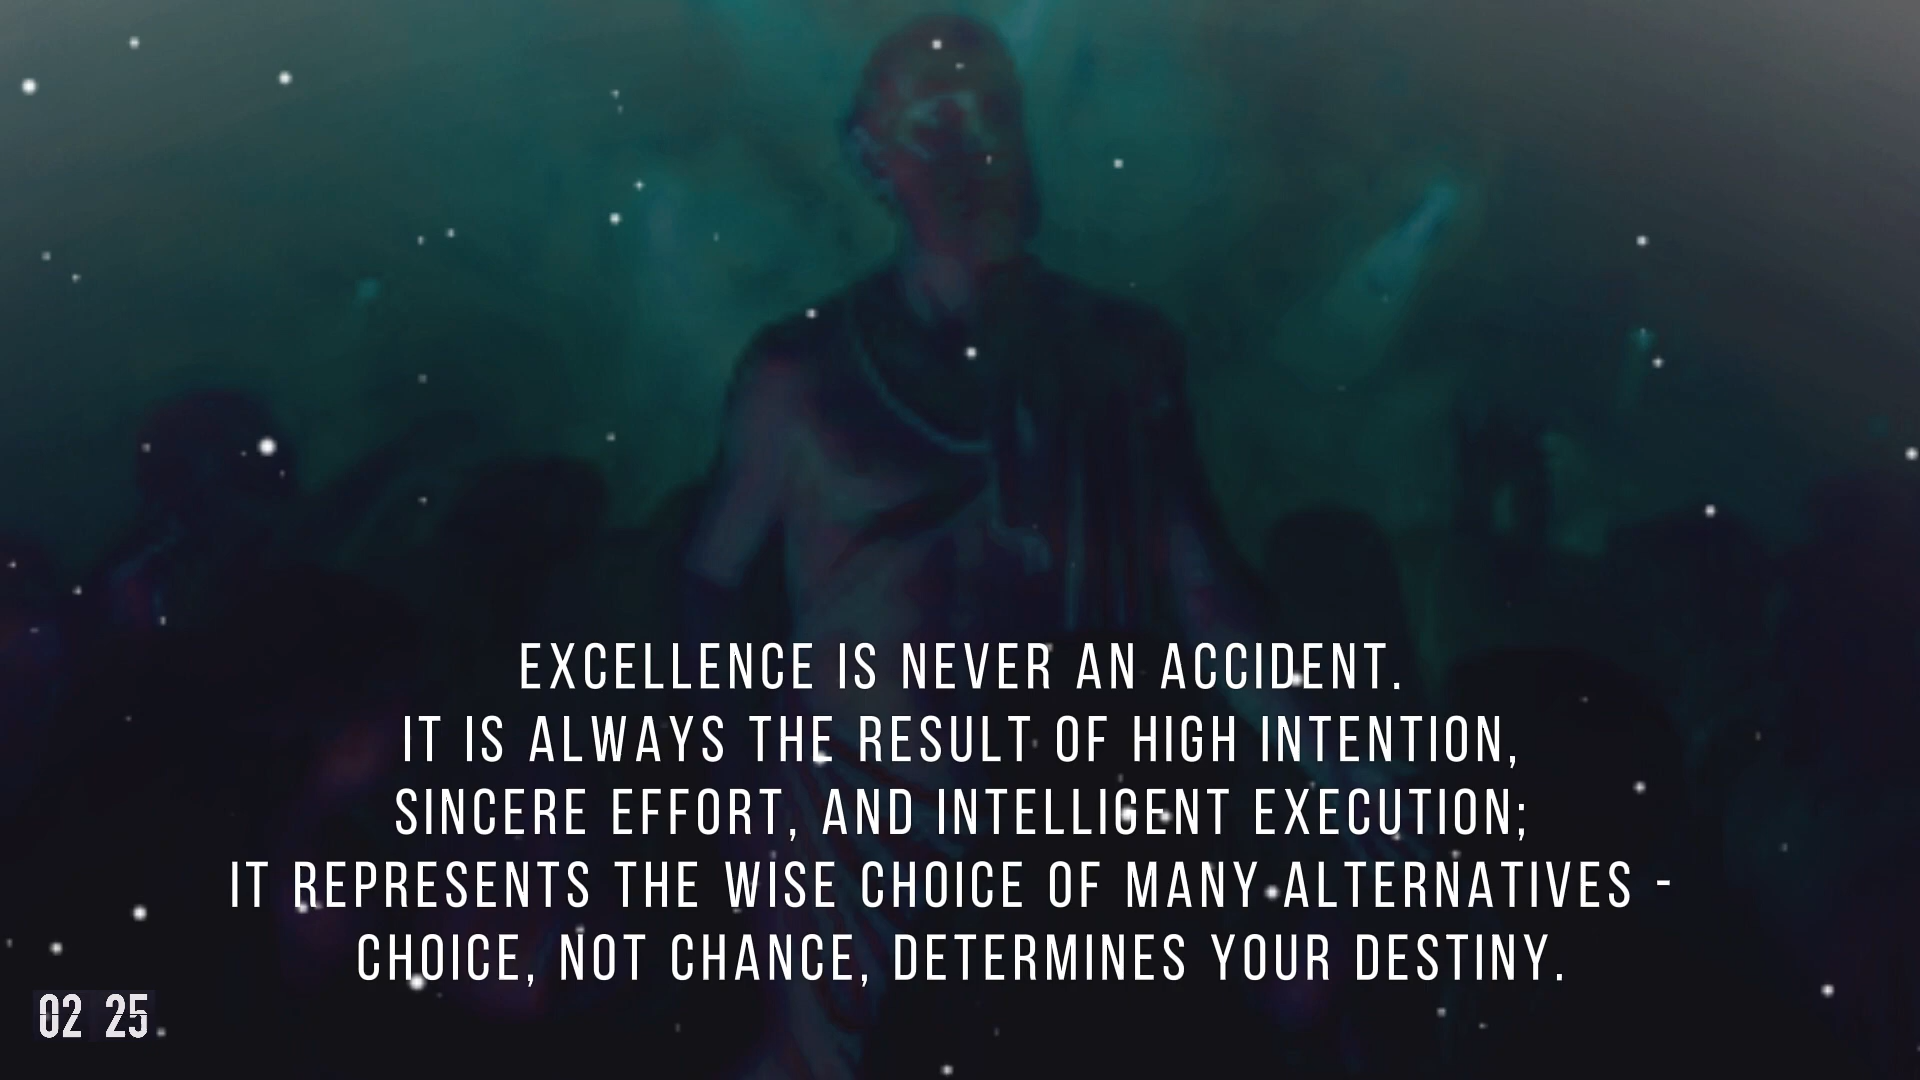 EXCELLENCE IS NEVER AN ACCIDENT.
IT IS ALWAYS THE RESULT OF HIGH INTENTION,
SINCERE EFFORT, AND INTELLIGENT EXECUTION;
IT REPRESENTS THE WISE CHOICE OF MANY ALTERNATIVES -
CHOICE, NOT CHANCE, DETERMINES YOUR DESTINY.
02 25